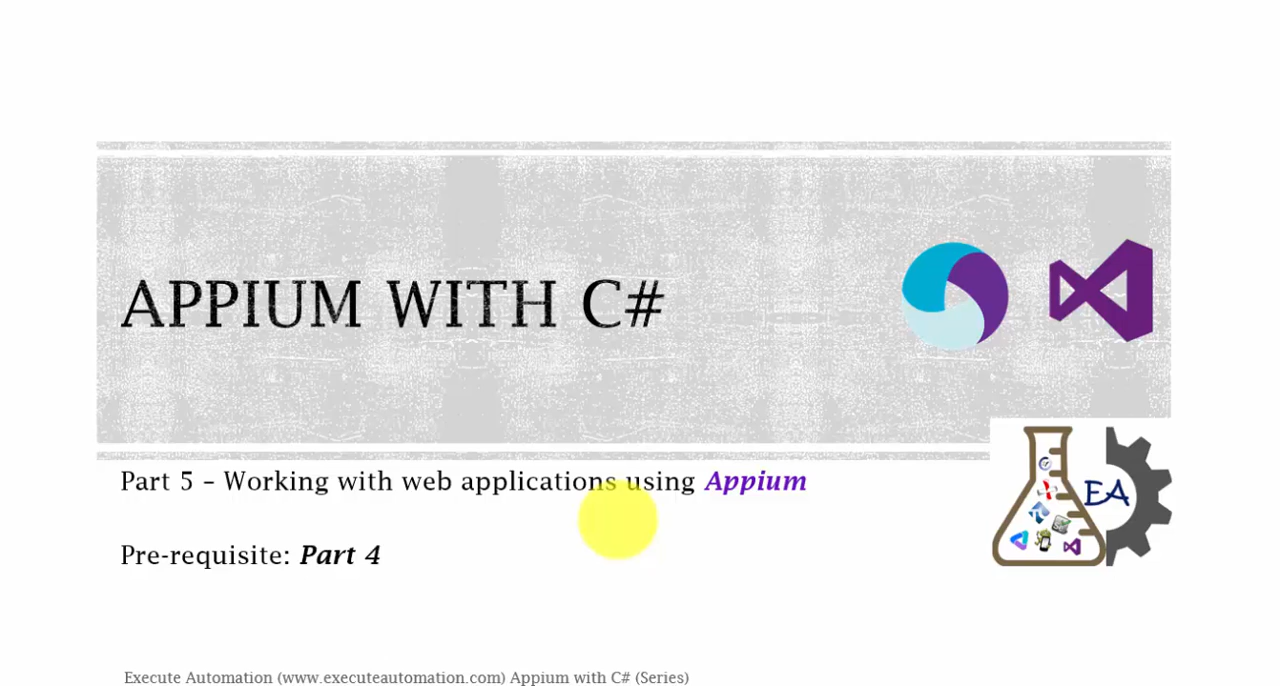 APPIUM WITH C#
EA
Part 5 – Working with web applications using Appium
Pre-requisite: Part 4
Execute Automation (www.executeautomation.com) Appium with C# (Series)